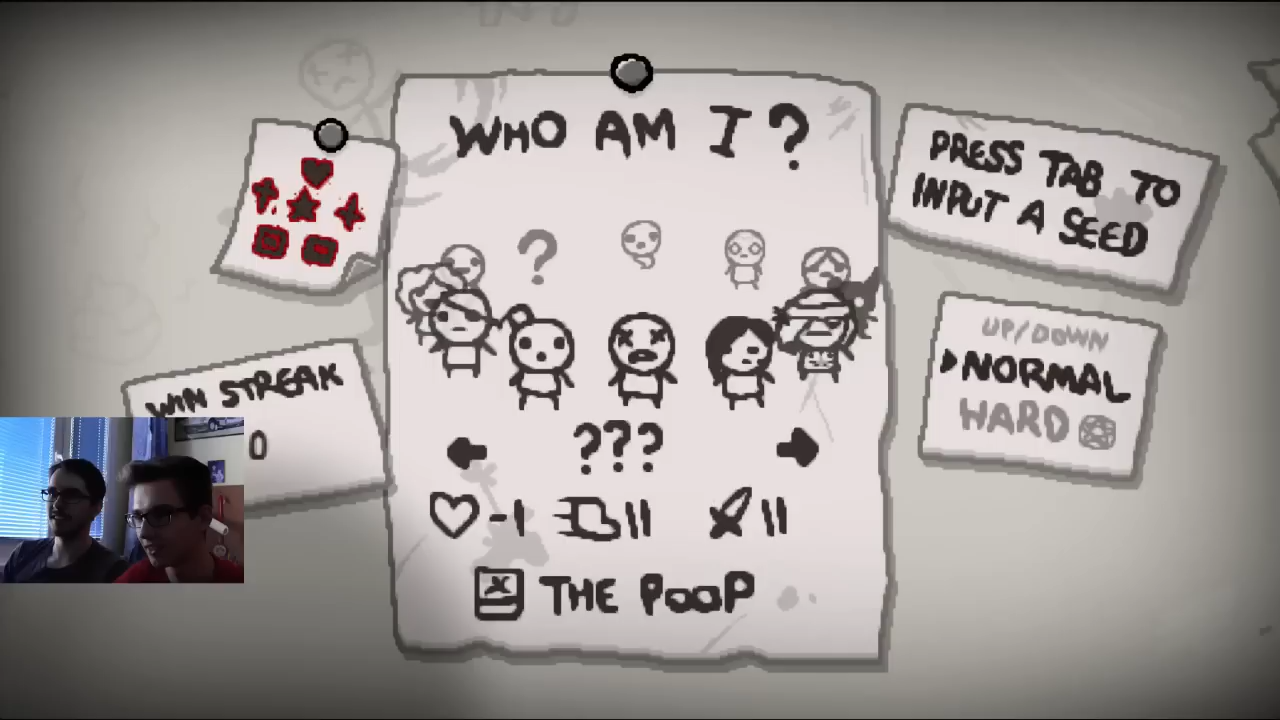 WHO AM I?
PRESS TAB TO
INPUT A SEED
?
UP/DOWN
NORMAL
HARD
WIN STREAK
0
???
-1
THE POOP